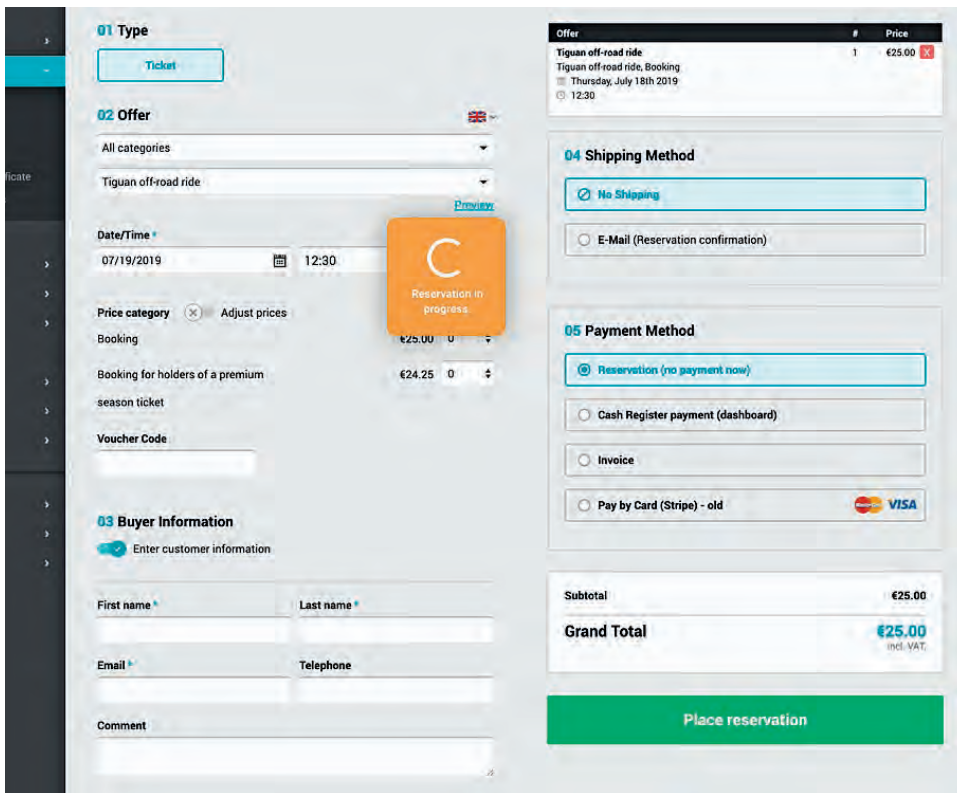 ficate
01 Type
Ticket
02 Offer
All categories
Tiguan off-road ride
Preview
Date/Time *
07/19/2019 12:30
Reservation in
progress
Price category Adjust prices
Booking €25.00 0
Booking for holders of a premium €24.25 0
season ticket
Voucher Code
03 Buyer Information
Enter customer information
First name * Last name *
Email * Telephone
Comment
Offer # Price
Tiguan off-road ride 1 €25.00 X
Tiguan off-road ride, Booking
Thursday, July 18th 2019
12:30
04 Shipping Method
No Shipping
E-Mail (Reservation confirmation)
05 Payment Method
Reservation (no payment now)
Cash Register payment (dashboard)
Invoice
Pay by Card (Stripe) - old MasterCard VISA
Subtotal €25.00
Grand Total €25.00
incl. VAT.
Place reservation